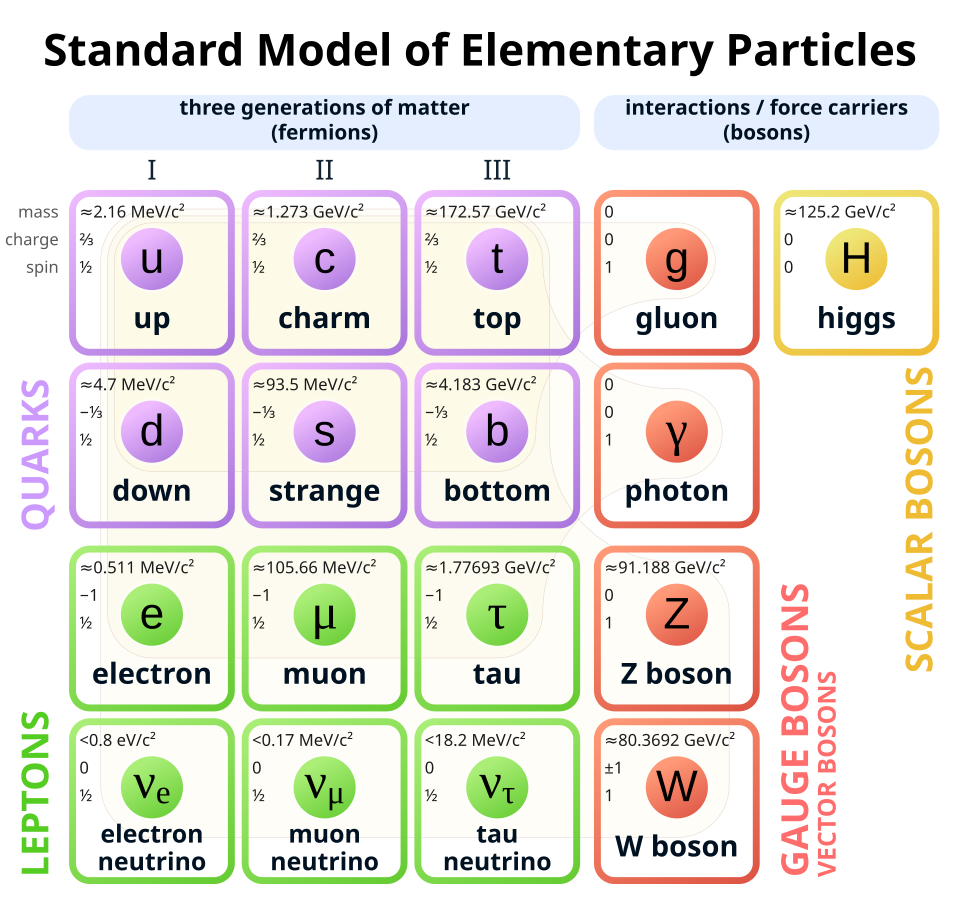 Standard Model of Elementary Particles
three generations of matter
(fermions)
interactions / force carriers
(bosons)
I
II
III
mass
charge
spin
≈2.16 MeV/c²
⅔
½
u
up
≈1.273 GeV/c²
⅔
½
c
charm
≈172.57 GeV/c²
⅔
½
t
top
0
0
1
g
gluon
≈125.2 GeV/c²
0
0
H
higgs
QUARKS
≈4.7 MeV/c²
−⅓
½
d
down
≈93.5 MeV/c²
−⅓
½
s
strange
≈4.183 GeV/c²
−⅓
½
b
bottom
0
0
1
γ
photon
SCALAR BOSONS
LEPTONS
≈0.511 MeV/c²
−1
½
e
electron
≈105.66 MeV/c²
−1
½
μ
muon
≈1.77693 GeV/c²
−1
½
τ
tau
≈91.188 GeV/c²
0
1
Z
Z boson
<0.8 eV/c²
0
½
νe
electron
neutrino
<0.17 MeV/c²
0
½
νμ
muon
neutrino
<18.2 MeV/c²
0
½
ντ
tau
neutrino
≈80.3692 GeV/c²
±1
1
W
W boson
GAUGE BOSONS
VECTOR BOSONS